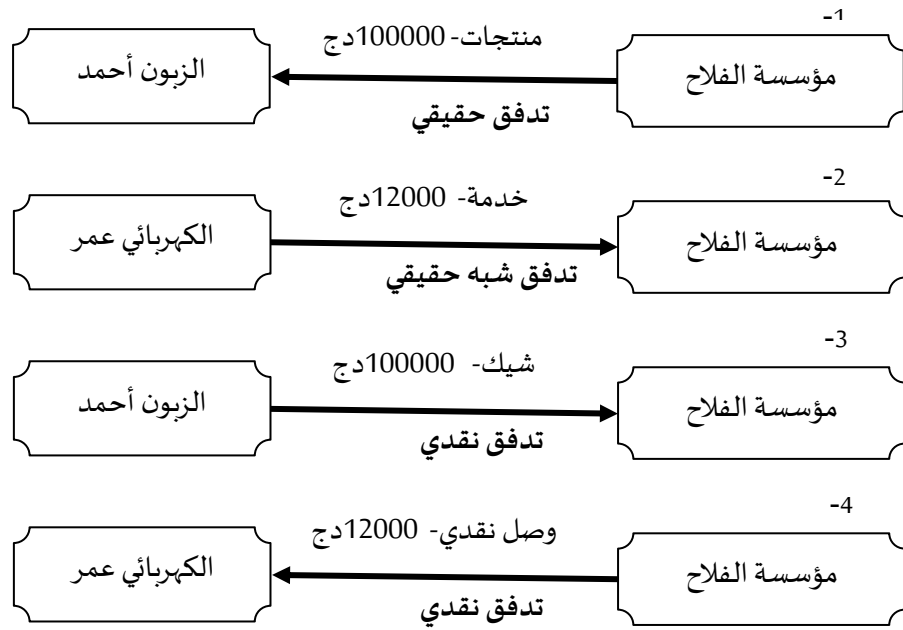 -1
منتجات- 100000دج
مؤسسة الفلاح
الزبون أحمد
تدفق حقيقي
-2
خدمة- 12000دج
مؤسسة الفلاح
الكهربائي عمر
تدفق شبه حقيقي
-3
شيك- 100000دج
مؤسسة الفلاح
الزبون أحمد
تدفق نقدي
-4
وصل نقدي- 12000دج
مؤسسة الفلاح
الكهربائي عمر
تدفق نقدي